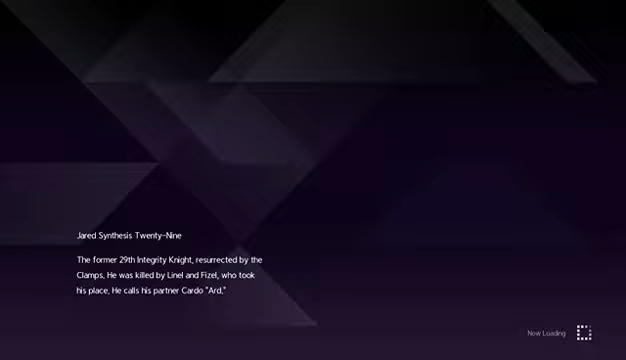 Jared Synthesis Twenty-Nine
The former 29th Integrity Knight, resurrected by the
Clamps. He was killed by Linel and Fizel, who took
his place. He calls his partner Cardo "Ard."
Now Loading